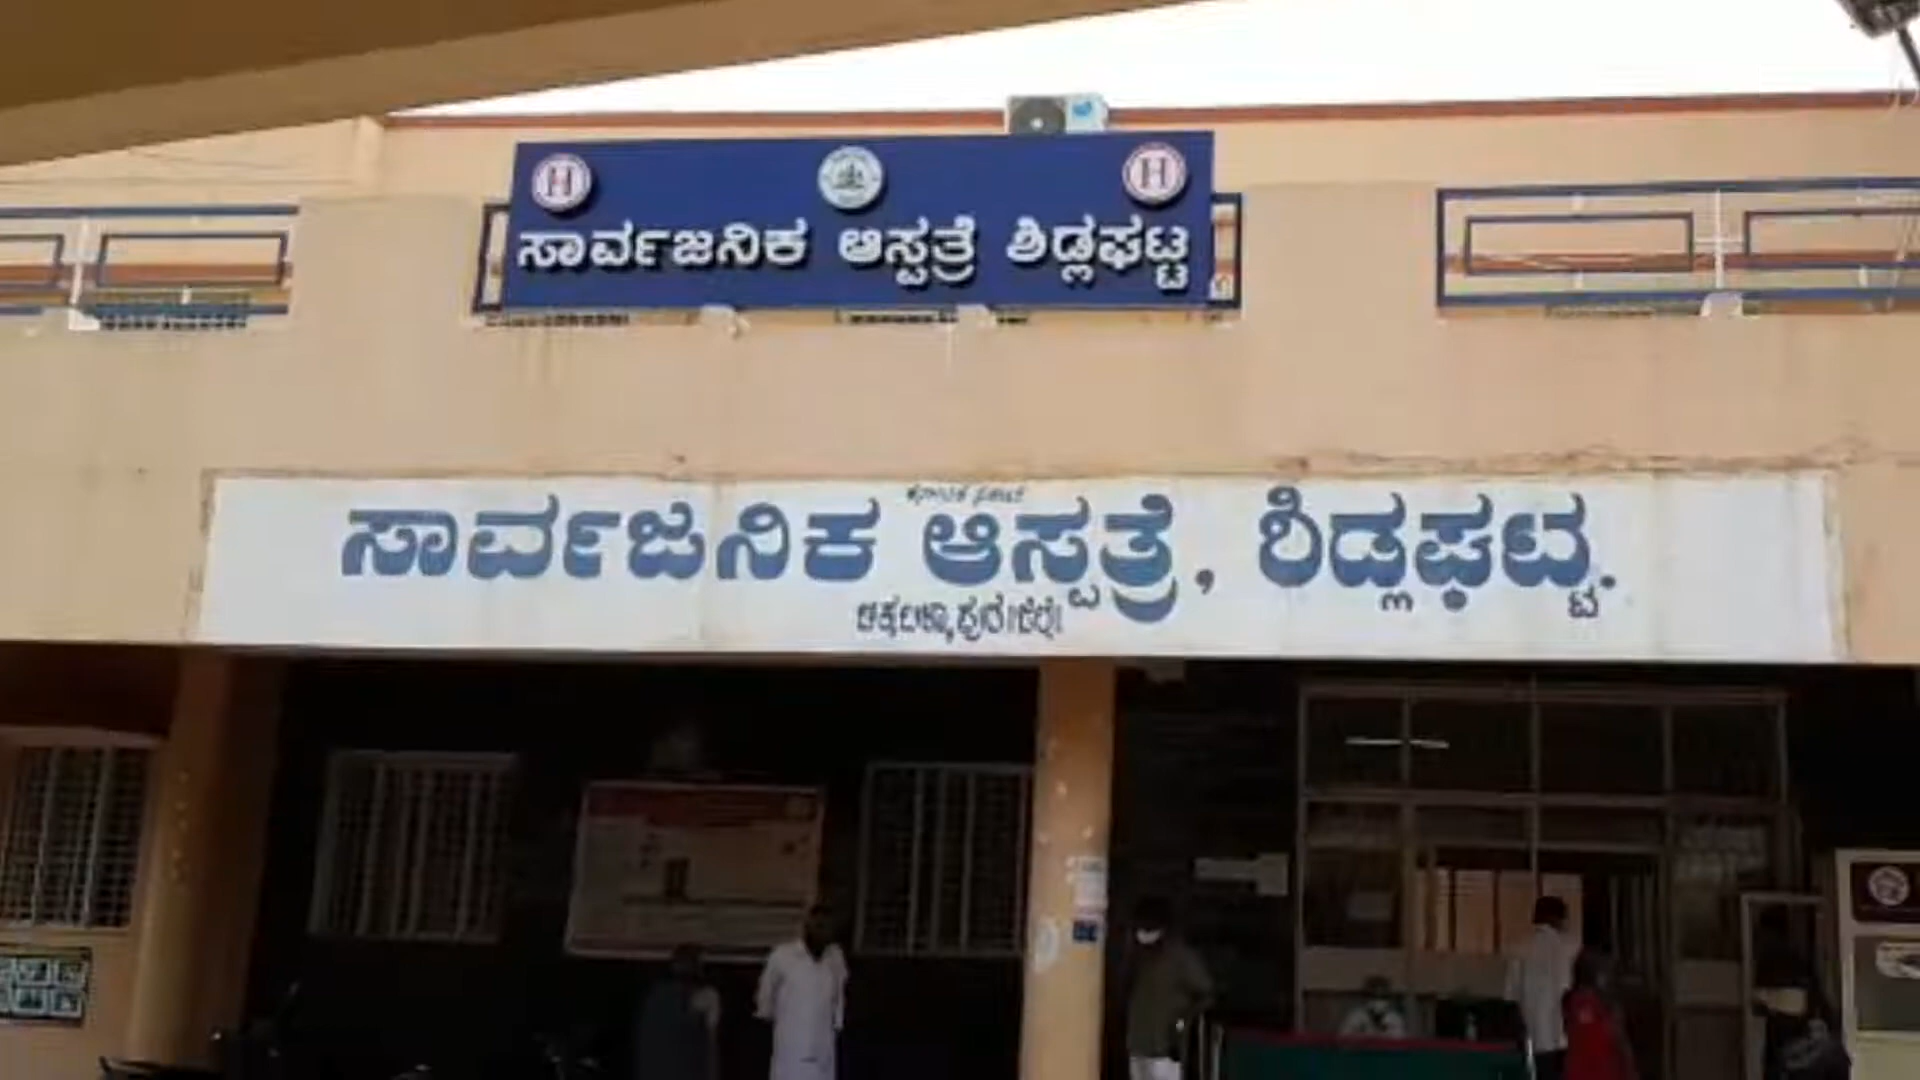 ಸಾರ್ವಜನಿಕ ಆಸ್ಪತ್ರೆ ಶಿಡ್ಲಘಟ್ಟ
ಸಾರ್ವಜನಿಕ ಆಸ್ಪತ್ರೆ, ಶಿಡ್ಲಘಟ್ಟ.